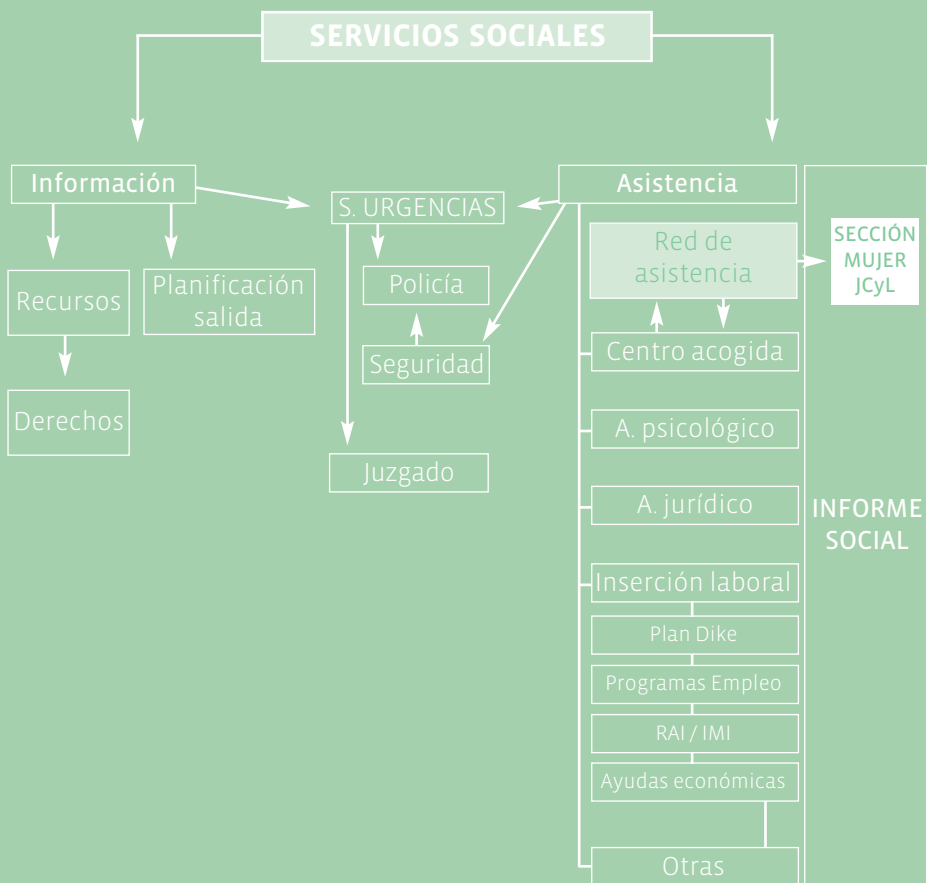 SERVICIOS SOCIALES
Información
Recursos
Planificación
salida
Derechos
S. URGENCIAS
Policía
Seguridad
Juzgado
Asistencia
Red de
asistencia
Centro acogida
A. psicológico
A. jurídico
Inserción laboral
Plan Dike
Programas Empleo
RAI / IMI
Ayudas económicas
Otras
SECCIÓN
MUJER
JCyL
INFORME
SOCIAL